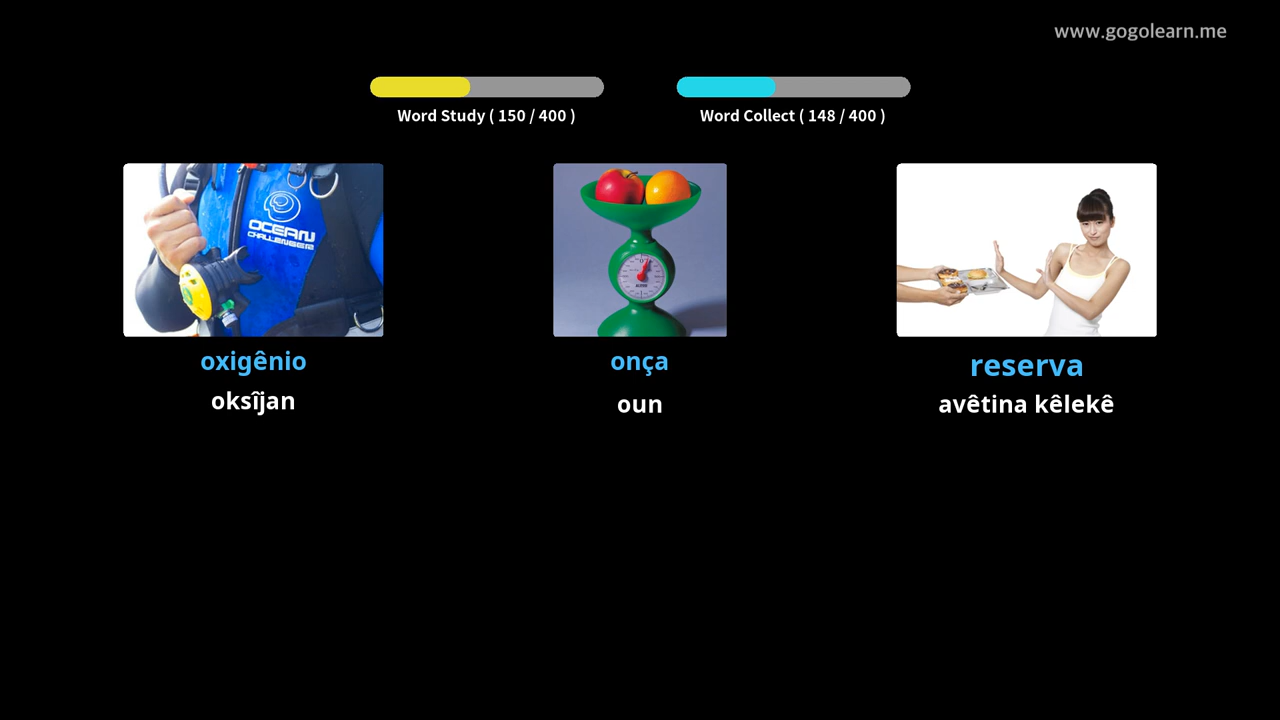 www.gogolearn.me
Word Study ( 150 / 400 )
Word Collect ( 148 / 400 )
OCEAN
CHALLENGER
oxigênio
onça
reserva
oksîjan
oun
avêtina kêlekê